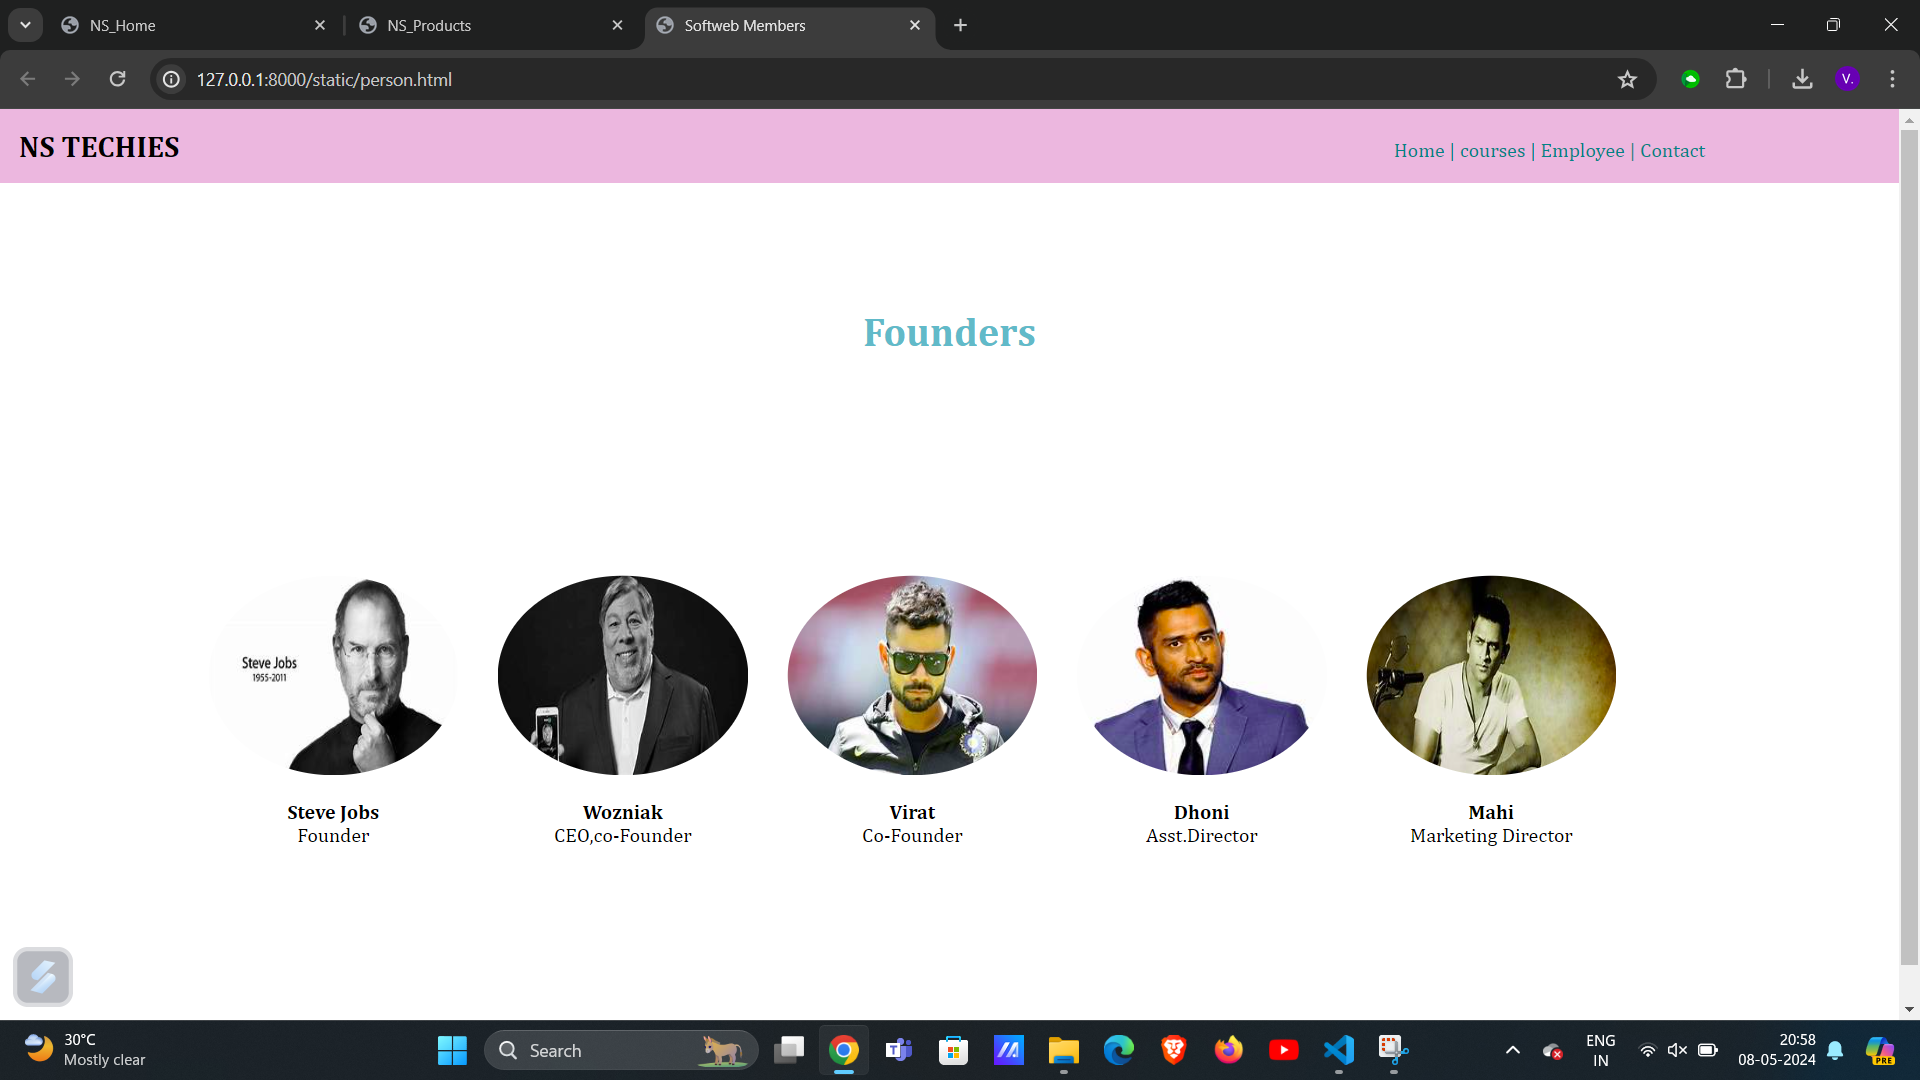 NS_Home
NS_Products
Softweb Members
127.0.0.1:8000/static/person.html
V.
NS TECHIES
Home | courses | Employee | Contact
Founders
Steve Jobs
1955-2011
Steve Jobs
Founder
Wozniak
CEO,co-Founder
Virat
Co-Founder
Dhoni
Asst.Director
Mahi
Marketing Director
30°C
Mostly clear
Search
PRE
ENG
IN
20:58
08-05-2024